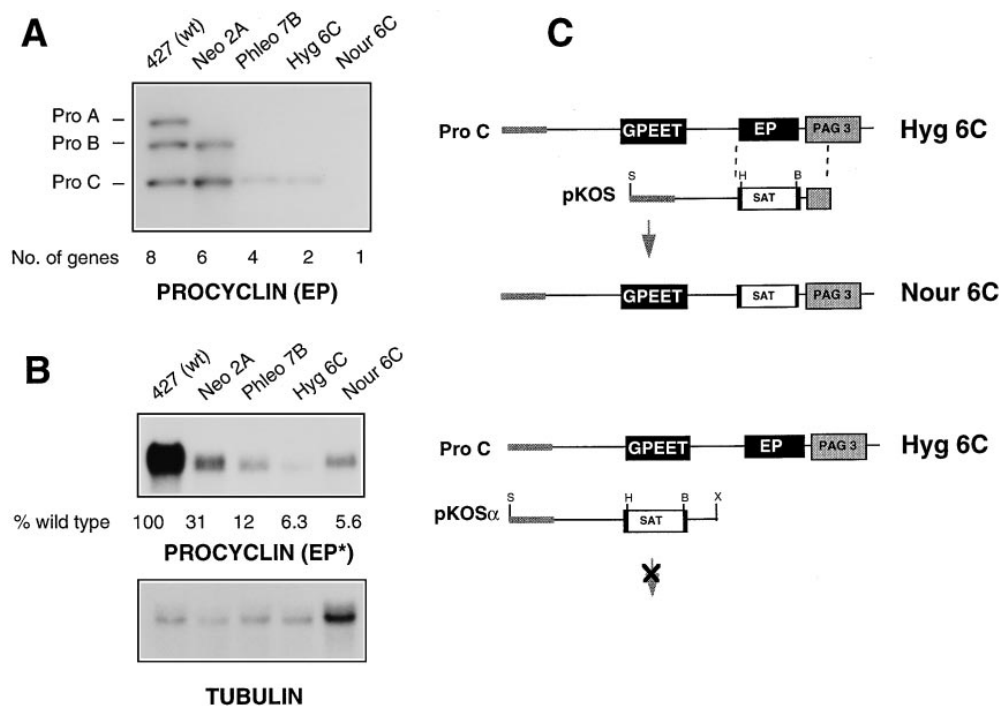 A
427 (wt) Neo 2A Phleo 7B Hyg 6C Nour 6C
Pro A
Pro B
Pro C
No. of genes 8 6 4 2 1
PROCYCLIN (EP)
B
427 (wt) Neo 2A Phleo 7B Hyg 6C Nour 6C
% wild type 100 31 12 6.3 5.6
PROCYCLIN (EP*)
TUBULIN
C
Pro C GPEET EP PAG 3 Hyg 6C
S H B
pKOS SAT
GPEET SAT PAG 3 Nour 6C
Pro C GPEET EP PAG 3 Hyg 6C
S H B X
pKOSα SAT